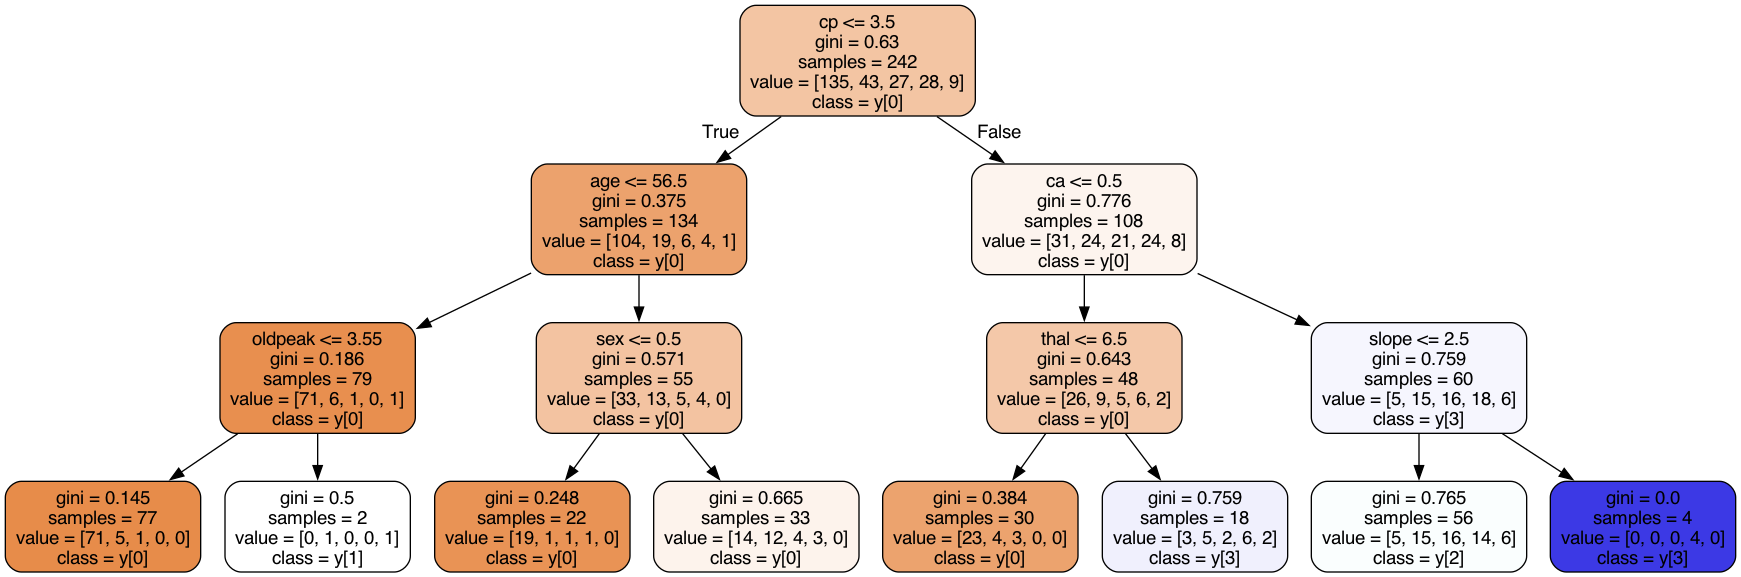 cp <= 3.5
gini = 0.63
samples = 242
value = [135, 43, 27, 28, 9]
class = y[0]
True
False
age <= 56.5
gini = 0.375
samples = 134
value = [104, 19, 6, 4, 1]
class = y[0]
ca <= 0.5
gini = 0.776
samples = 108
value = [31, 24, 21, 24, 8]
class = y[0]
oldpeak <= 3.55
gini = 0.186
samples = 79
value = [71, 6, 1, 0, 1]
class = y[0]
sex <= 0.5
gini = 0.571
samples = 55
value = [33, 13, 5, 4, 0]
class = y[0]
thal <= 6.5
gini = 0.643
samples = 48
value = [26, 9, 5, 6, 2]
class = y[0]
slope <= 2.5
gini = 0.759
samples = 60
value = [5, 15, 16, 18, 6]
class = y[3]
gini = 0.145
samples = 77
value = [71, 5, 1, 0, 0]
class = y[0]
gini = 0.5
samples = 2
value = [0, 1, 0, 0, 1]
class = y[1]
gini = 0.248
samples = 22
value = [19, 1, 1, 1, 0]
class = y[0]
gini = 0.665
samples = 33
value = [14, 12, 4, 3, 0]
class = y[0]
gini = 0.384
samples = 30
value = [23, 4, 3, 0, 0]
class = y[0]
gini = 0.759
samples = 18
value = [3, 5, 2, 6, 2]
class = y[3]
gini = 0.765
samples = 56
value = [5, 15, 16, 14, 6]
class = y[2]
gini = 0.0
samples = 4
value = [0, 0, 0, 4, 0]
class = y[3]